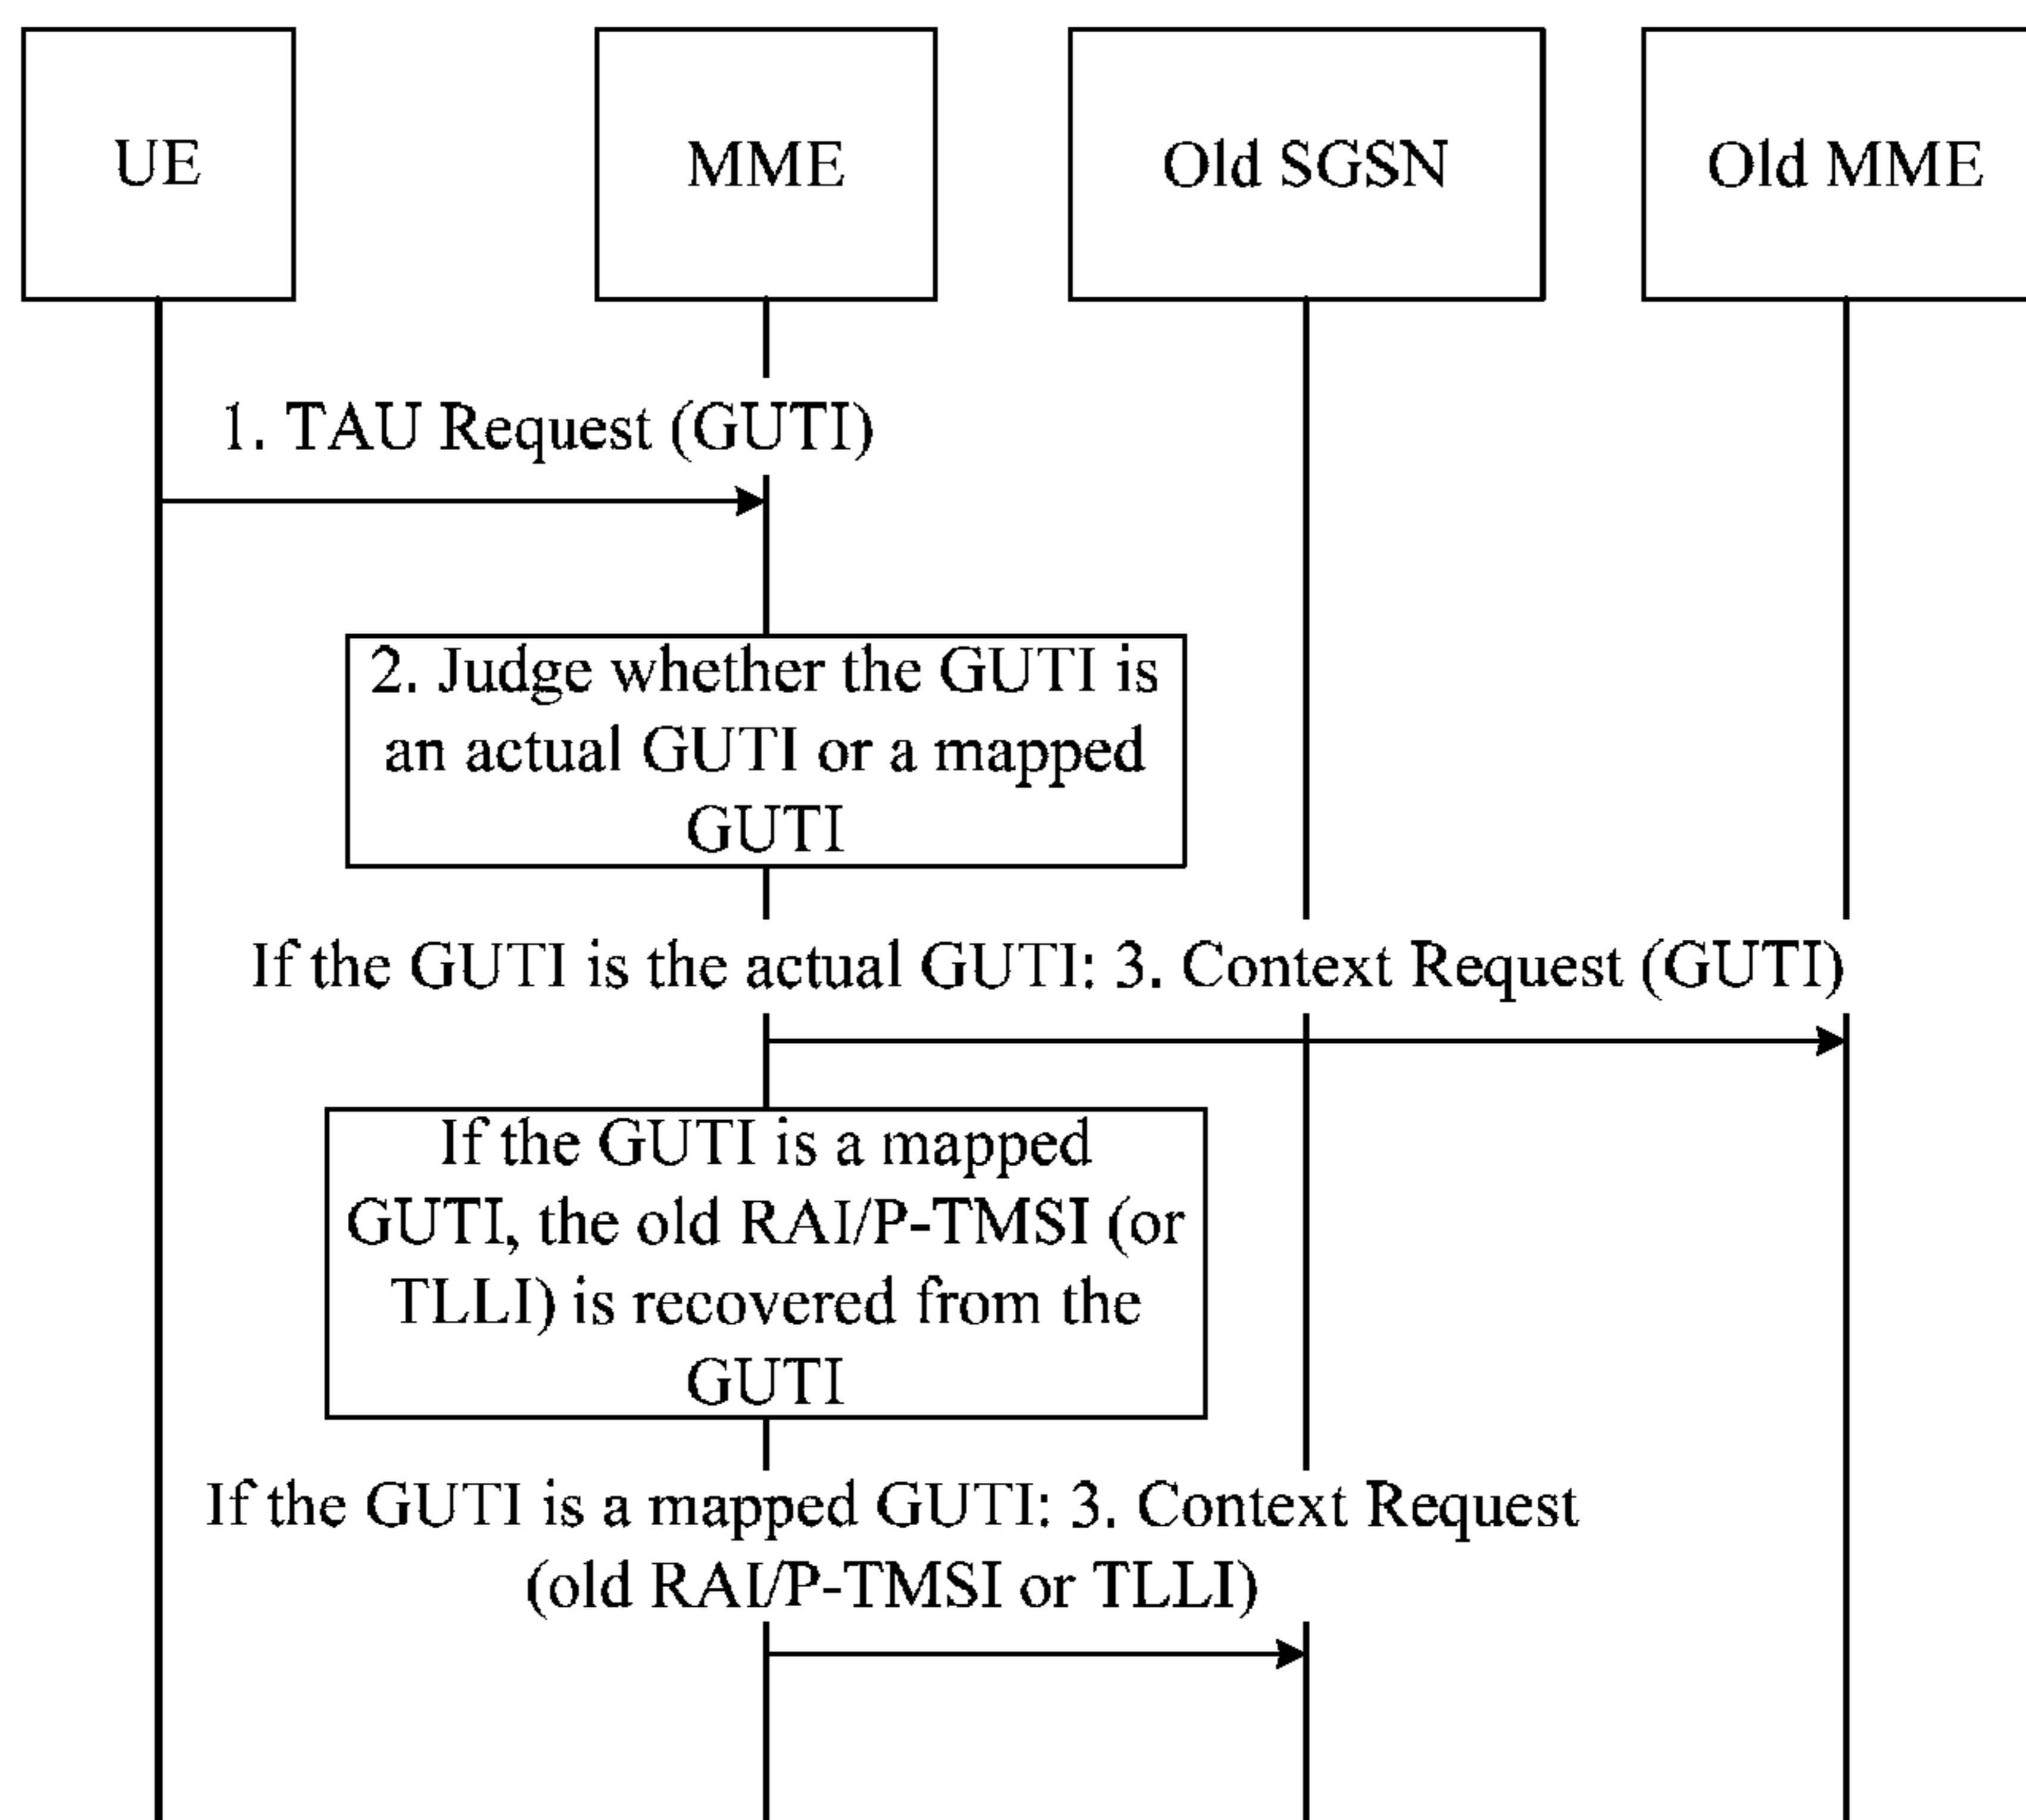 UE
MME
Old SGSN
Old MME
1. TAU Request (GUTI)
2. Judge whether the GUTI is
an actual GUTI or a mapped
GUTI
If the GUTI is the actual GUTI: 3. Context Request (GUTI)
If the GUTI is a mapped
GUTI, the old RAI/P-TMSI (or
TLLI) is recovered from the
GUTI
If the GUTI is a mapped GUTI: 3. Context Request
(old RAI/P-TMSI or TLLI)